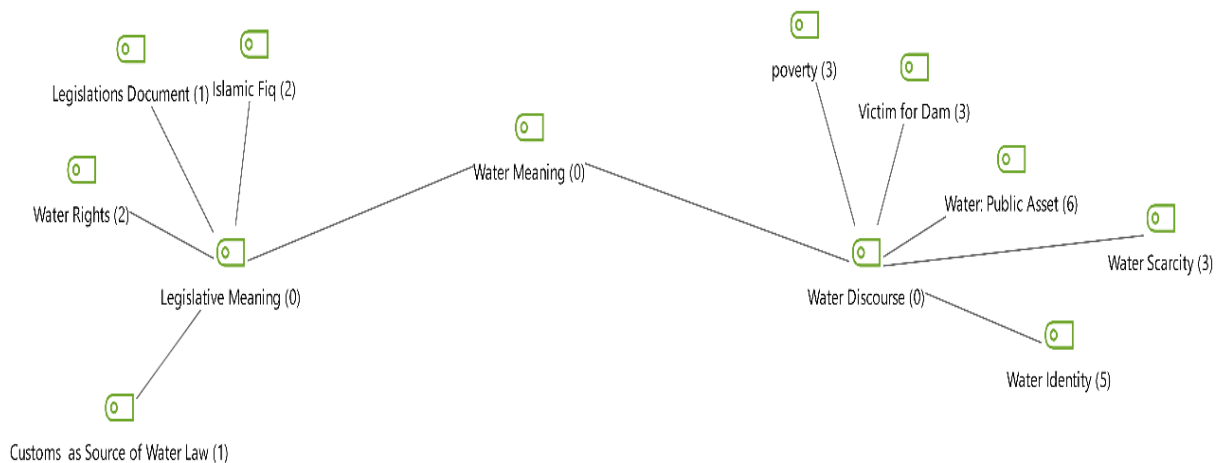 poverty (3)
Legislations Document (1)
Islamic Fiq (2)
Victim for Dam (3)
Water Meaning (0)
Water Rights (2)
Water: Public Asset (6)
Water Scarcity (3)
Legislative Meaning (0)
Water Discourse (0)
Water Identity (5)
Customs as Source of Water Law (1)